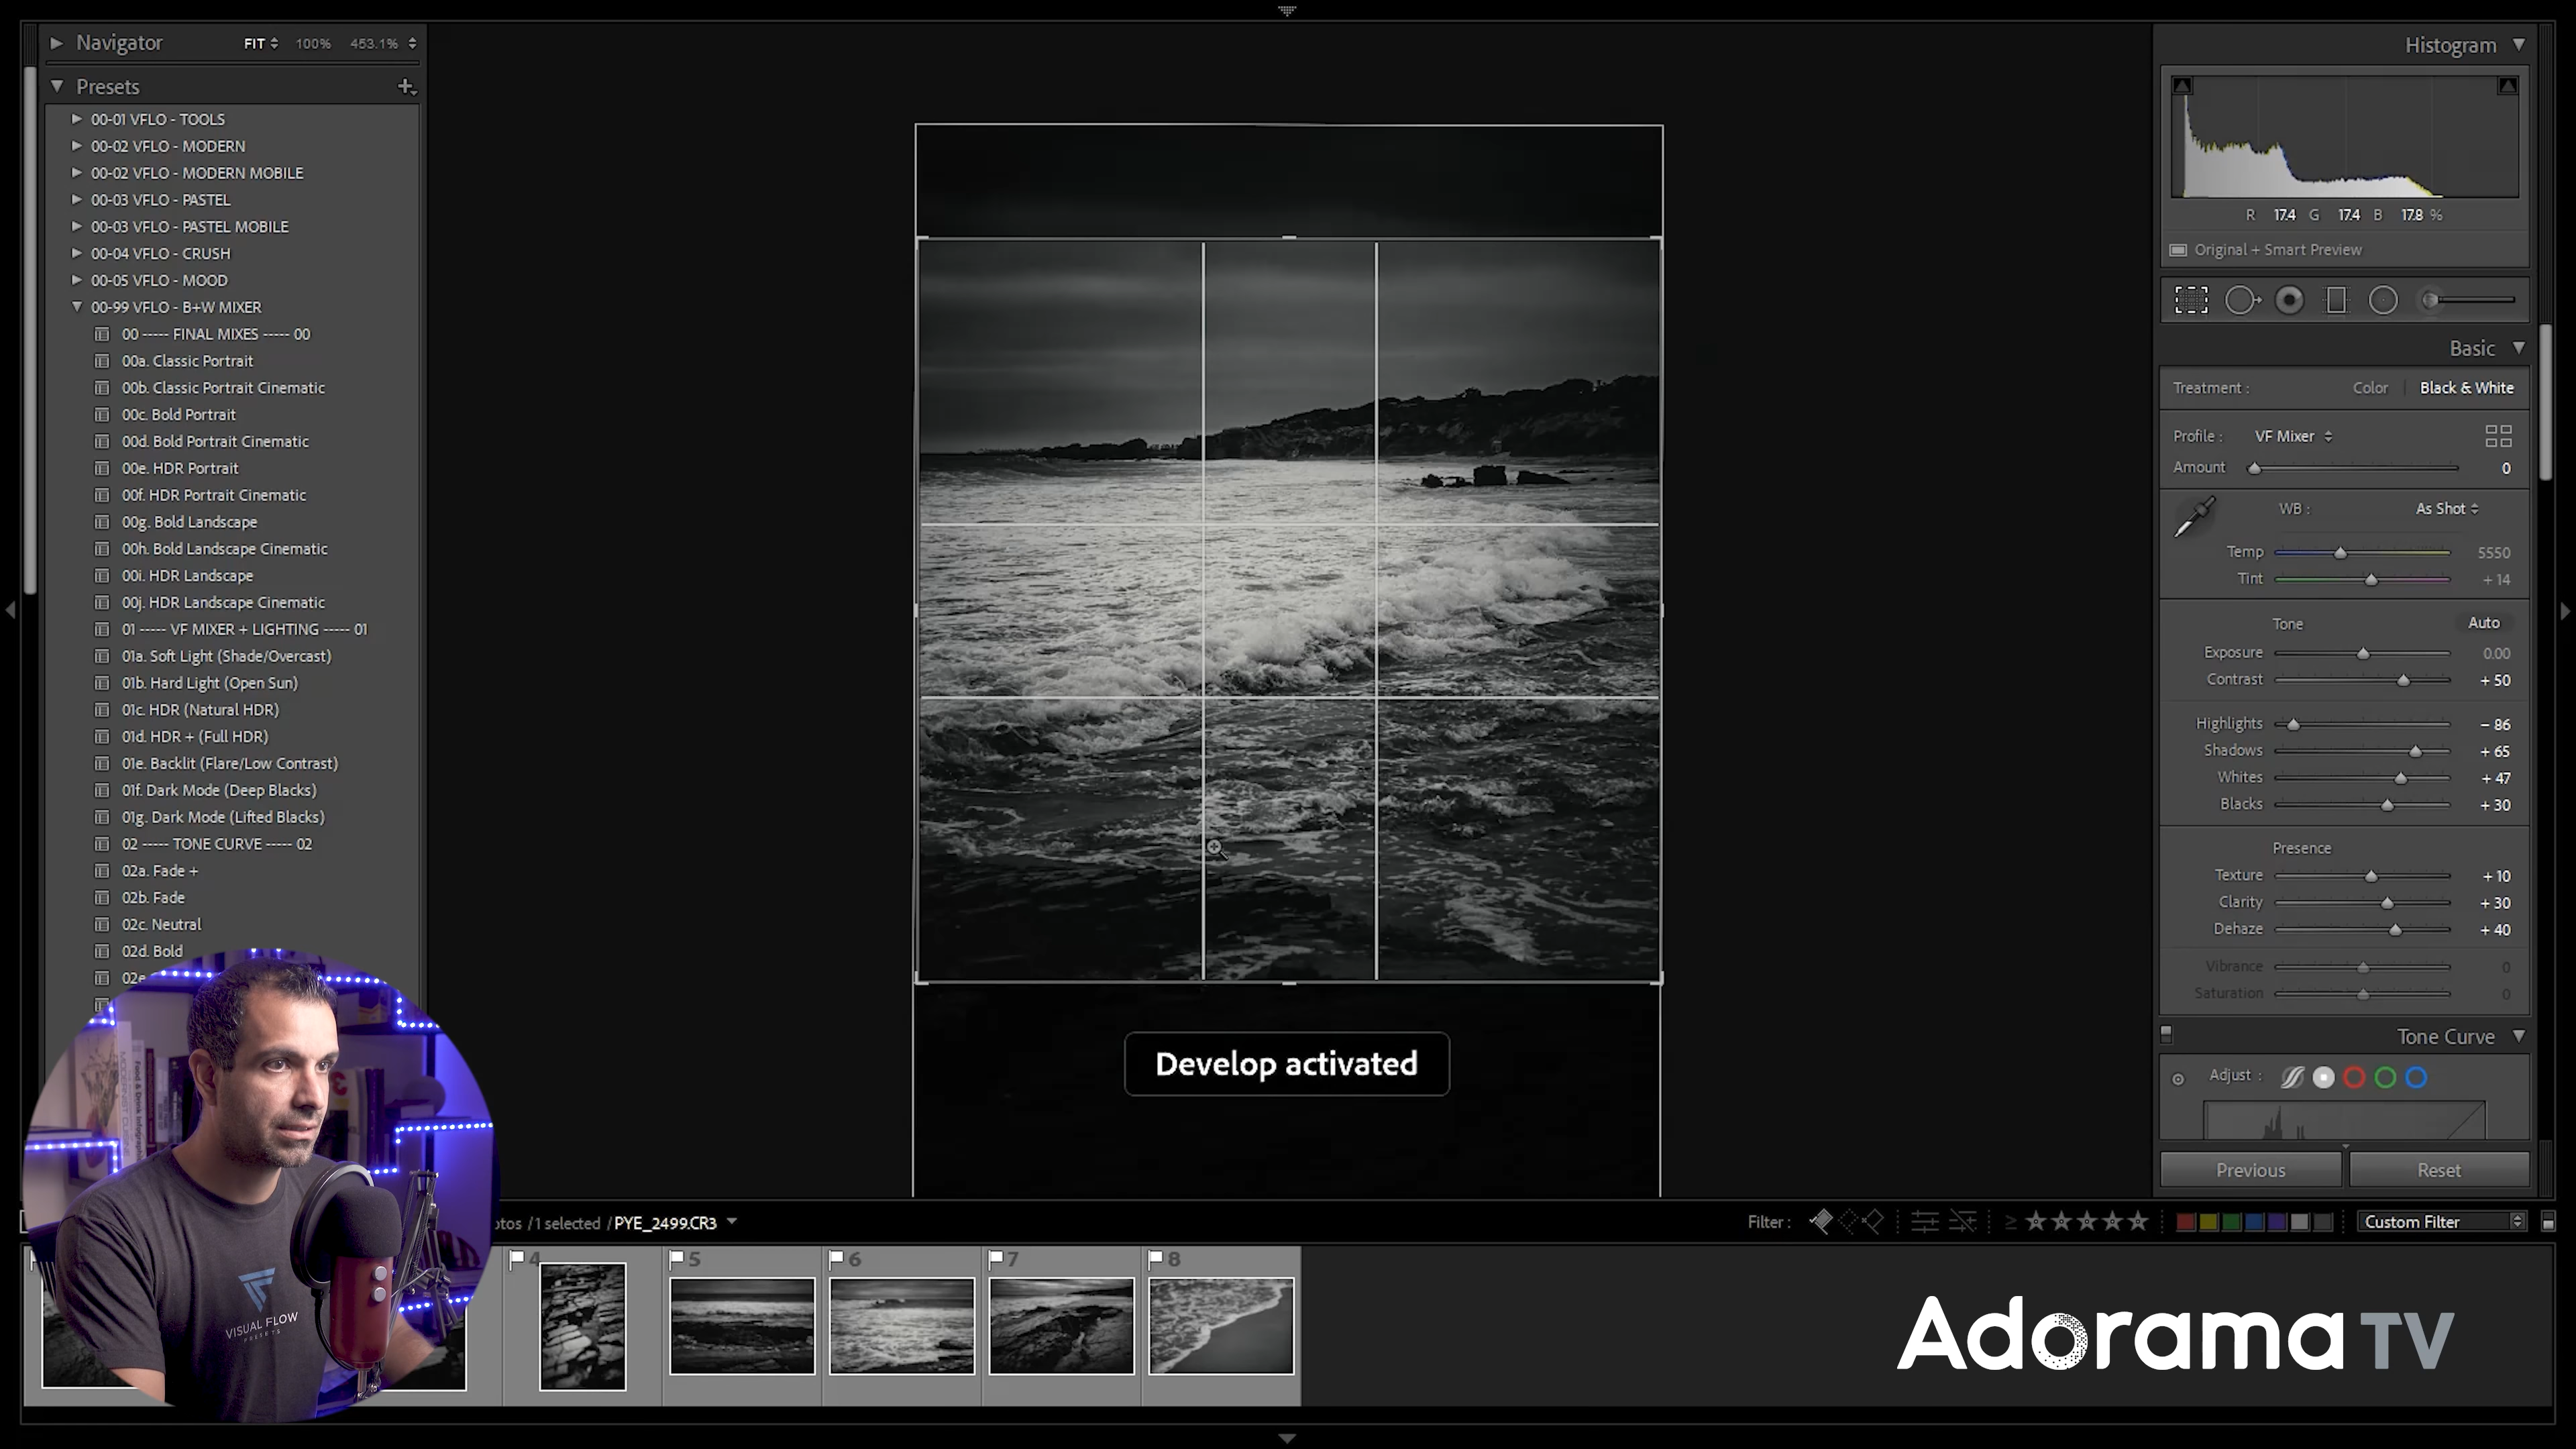 Navigator
FIT
100%
453.1%
Presets
00-01 VFLO - TOOLS
00-02 VFLO - MODERN
00-02 VFLO - MODERN MOBILE
00-03 VFLO - PASTEL
00-03 VFLO - PASTEL MOBILE
00-04 VFLO - CRUSH
00-05 VFLO - MOOD
00-99 VFLO - B+W MIXER
00 ----- FINAL MIXES ----- 00
00a. Classic Portrait
00b. Classic Portrait Cinematic
00c. Bold Portrait
00d. Bold Portrait Cinematic
00e. HDR Portrait
00f. HDR Portrait Cinematic
00g. Bold Landscape
00h. Bold Landscape Cinematic
00i. HDR Landscape
00j. HDR Landscape Cinematic
01 ----- VF MIXER + LIGHTING ----- 01
01a. Soft Light (Shade/Overcast)
01b. Hard Light (Open Sun)
01c. HDR (Natural HDR)
01d. HDR + (Full HDR)
01e. Backlit (Flare/Low Contrast)
01f. Dark Mode (Deep Blacks)
01g. Dark Mode (Lifted Blacks)
02 ----- TONE CURVE ----- 02
02a. Fade +
02b. Fade
02c. Neutral
02d. Bold
02e
VISUAL FLOW
PRESETS
Develop activated
Histogram
R 17.4 G 17.4 B 17.8 %
Original + Smart Preview
Basic
Treatment : Color Black & White
Profile : VF Mixer
Amount 0
WB : As Shot
Temp 5550
Tint + 14
Tone Auto
Exposure 0.00
Contrast + 50
Highlights – 86
Shadows + 65
Whites + 47
Blacks + 30
Presence
Texture + 10
Clarity + 30
Dehaze + 40
Vibrance 0
Saturation 0
Tone Curve
Adjust :
Previous
Reset
otos /1 selected /PYE_2499.CR3
Filter :
≥
Custom Filter
4
5
6
7
8
Adorama TV